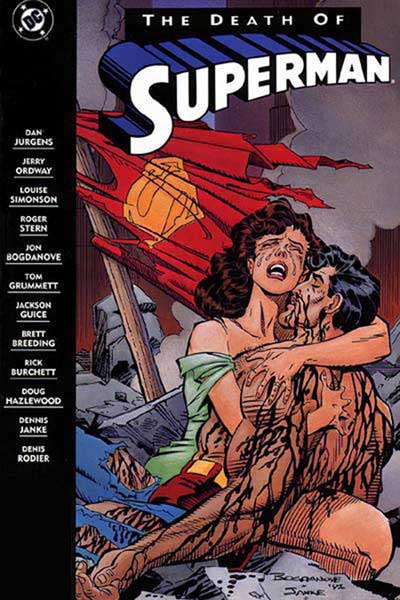 DC
THE DEATH OF
SUPERMAN
DAN
JURGENS
JERRY
ORDWAY
LOUISE
SIMONSON
ROGER
STERN
JON
BOGDANOVE
TOM
GRUMMETT
JACKSON
GUICE
BRETT
BREEDING
RICK
BURCHETT
DOUG
HAZLEWOOD
DENNIS
JANKE
DENIS
RODIER
BOGDANOVE
JANKE